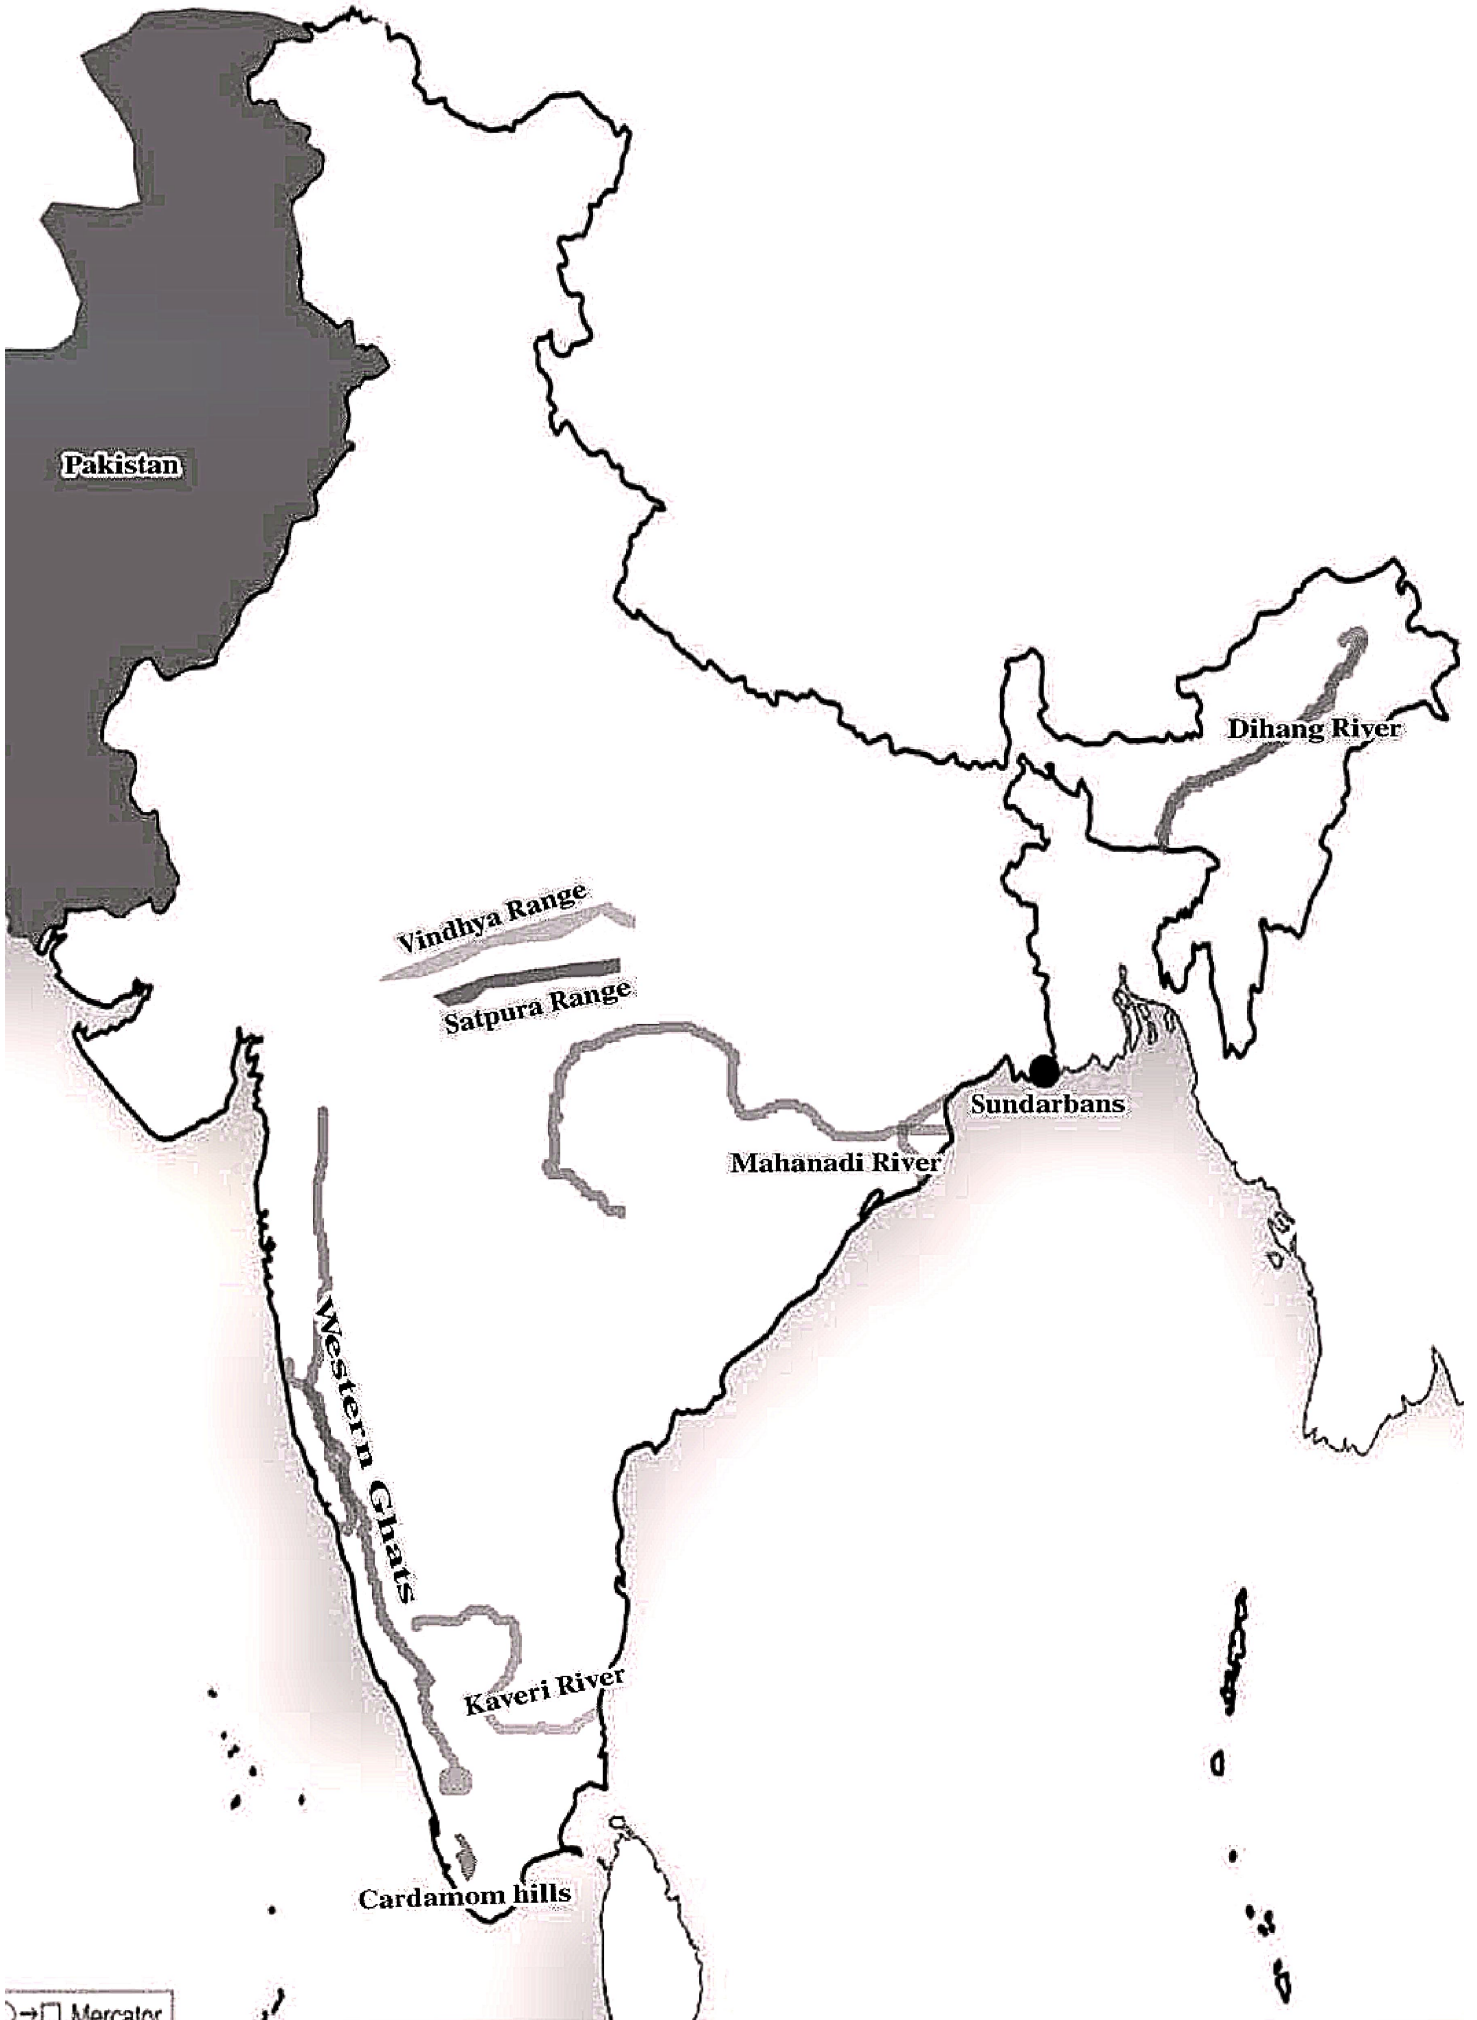 Pakistan
Dihang River
Vindhya Range
Satpura Range
Sundarbans
Mahanadi River
Western Ghats
Kaveri River
Cardamom hills
Mercator